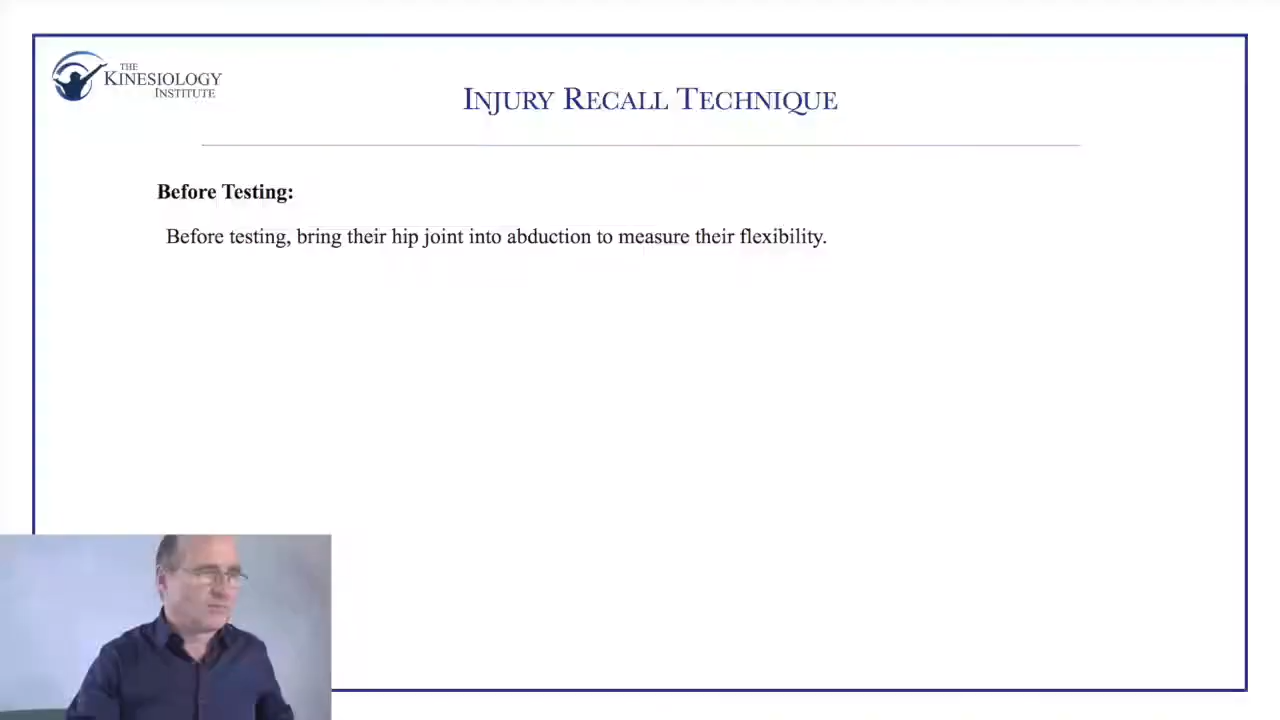 THE
KINESIOLOGY
INSTITUTE
INJURY RECALL TECHNIQUE
Before Testing:
Before testing, bring their hip joint into abduction to measure their flexibility.